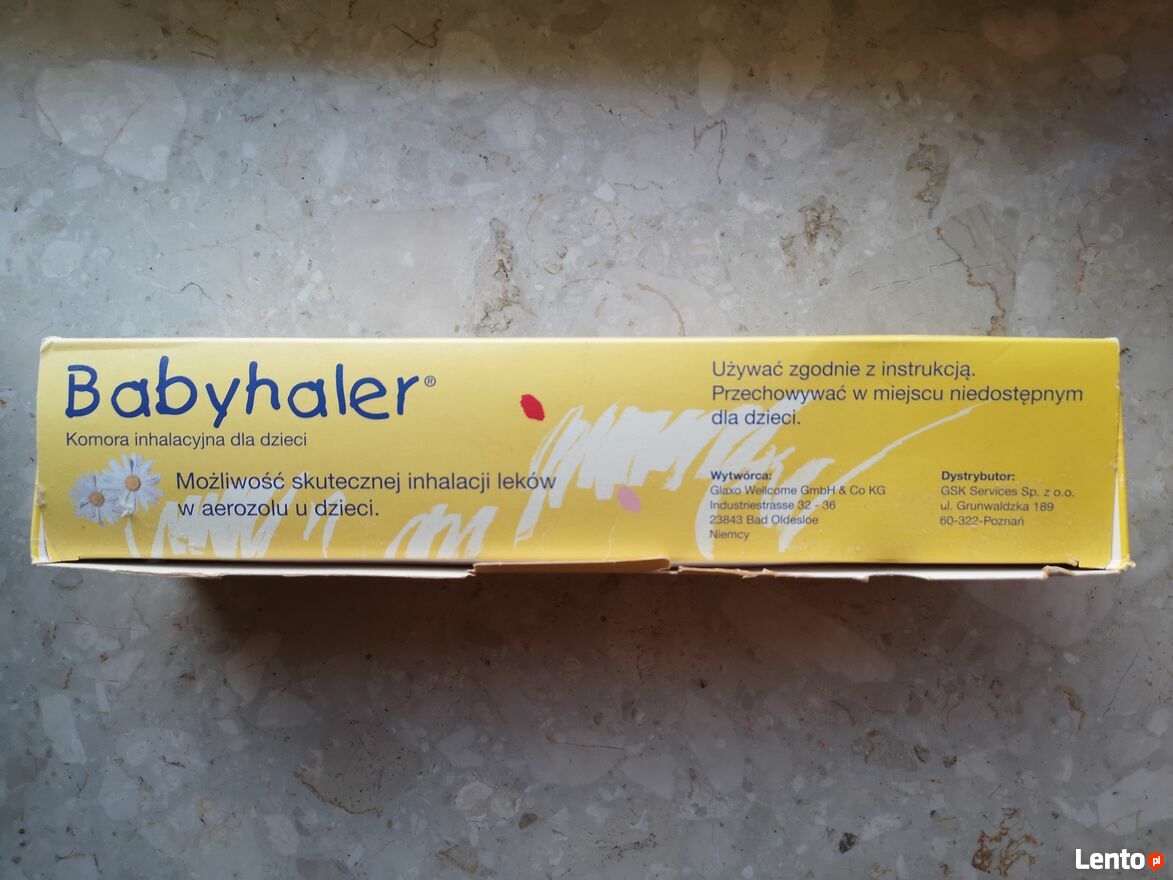 Babyhaler®
Komora inhalacyjna dla dzieci
Możliwość skutecznej inhalacji leków
w aerozolu u dzieci.
Używać zgodnie z instrukcją.
Przechowywać w miejscu niedostępnym
dla dzieci.
Wytwórca:
Glaxo Wellcome GmbH & Co KG
Industriestrasse 32 - 36
23843 Bad Oldesloe
Niemcy
Dystrybutor:
GSK Services Sp. z o.o.
ul. Grunwaldzka 189
60-322-Poznań
Lento pl